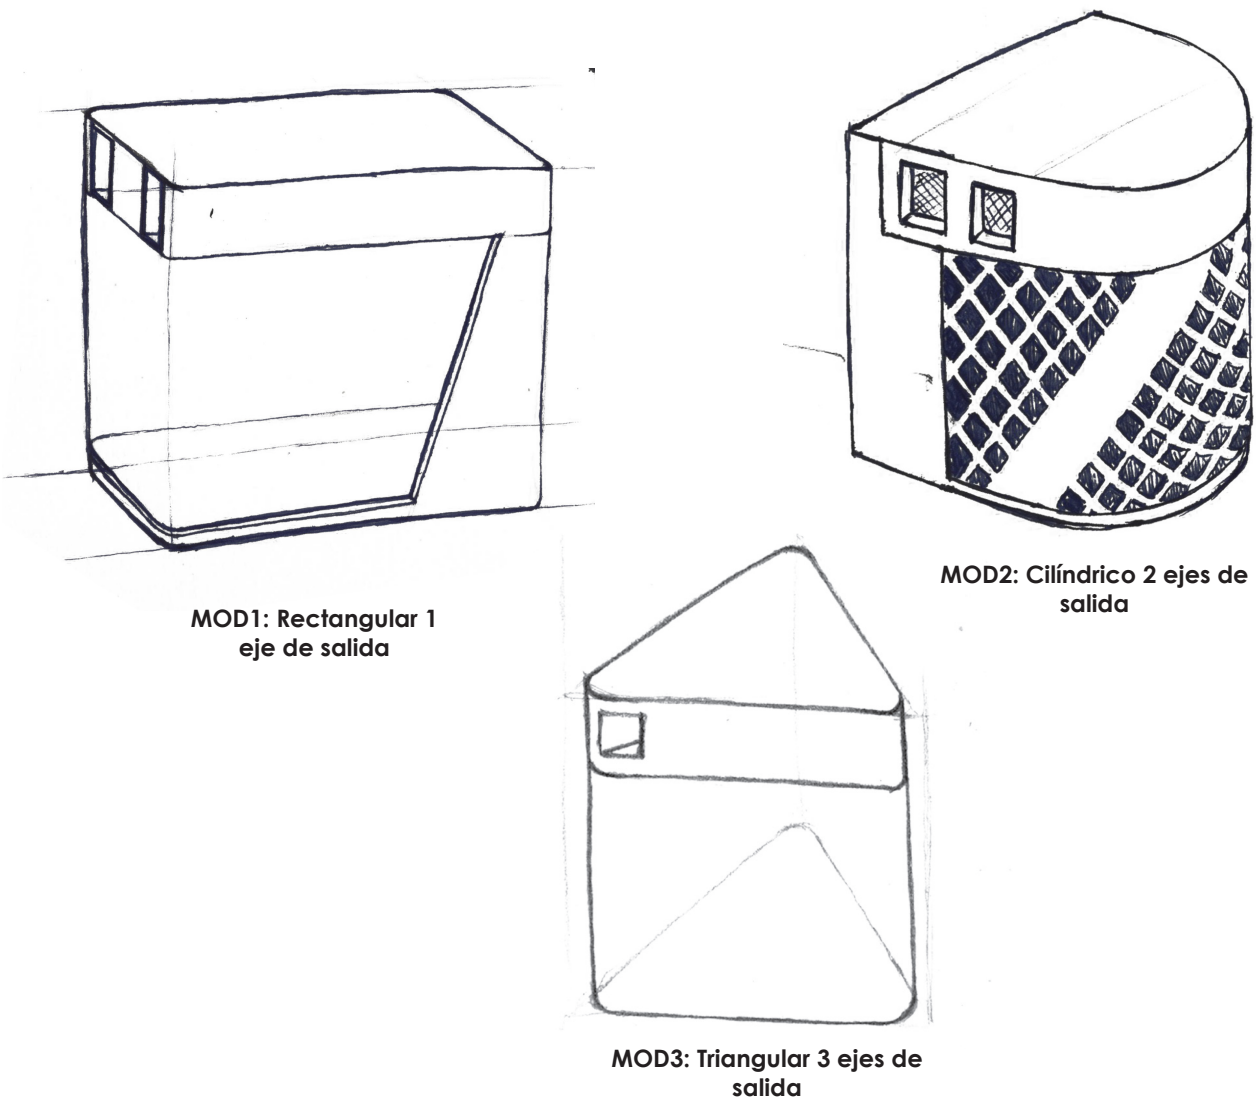 MOD1: Rectangular 1
eje de salida
MOD2: Cilíndrico 2 ejes de
salida
MOD3: Triangular 3 ejes de
salida